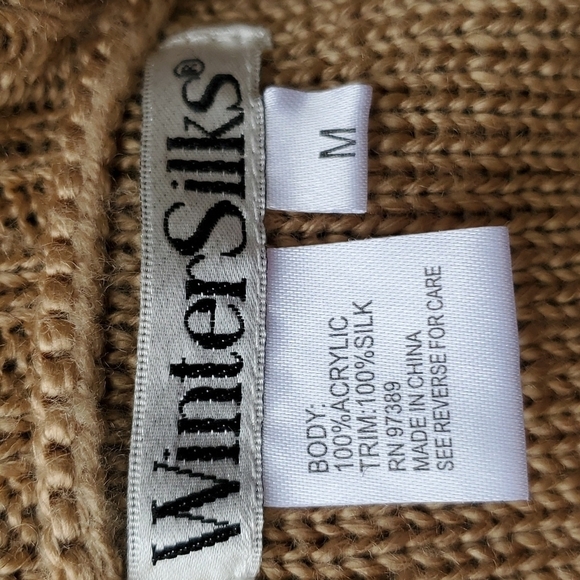 WinterSilks®
M
BODY:
100%ACRYLIC
TRIM:100%SILK
RN 97389
MADE IN CHINA
SEE REVERSE FOR CARE